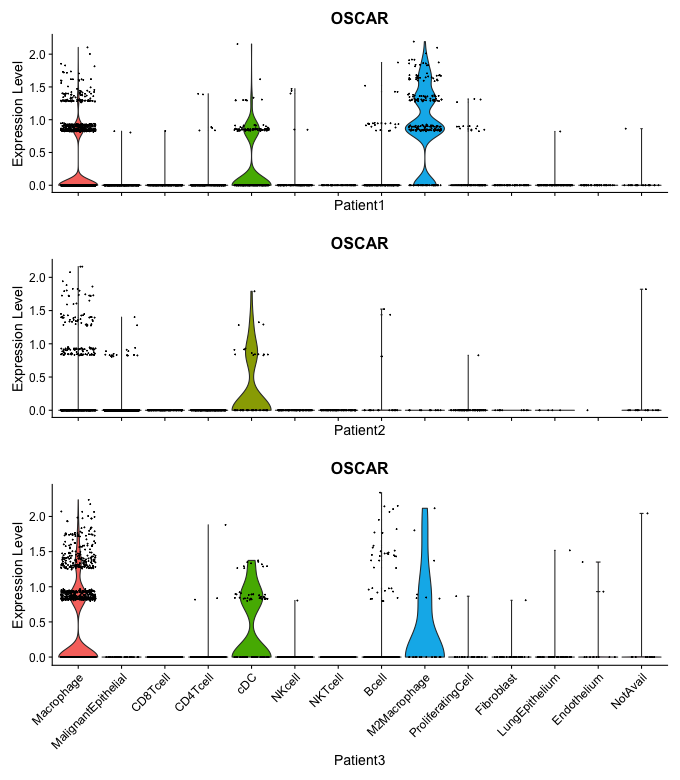 OSCAR
Expression Level
2.0
1.5
1.0
0.5
0.0
Patient1
OSCAR
Expression Level
2.0
1.5
1.0
0.5
0.0
Patient2
OSCAR
Expression Level
2.0
1.5
1.0
0.5
0.0
Macrophage
MalignantEpithelial
CD8Tcell
CD4Tcell
cDC
NKcell
NKTcell
Bcell
M2Macrophage
ProliferatingCell
Fibroblast
LungEpithelium
Endothelium
NotAvail
Patient3